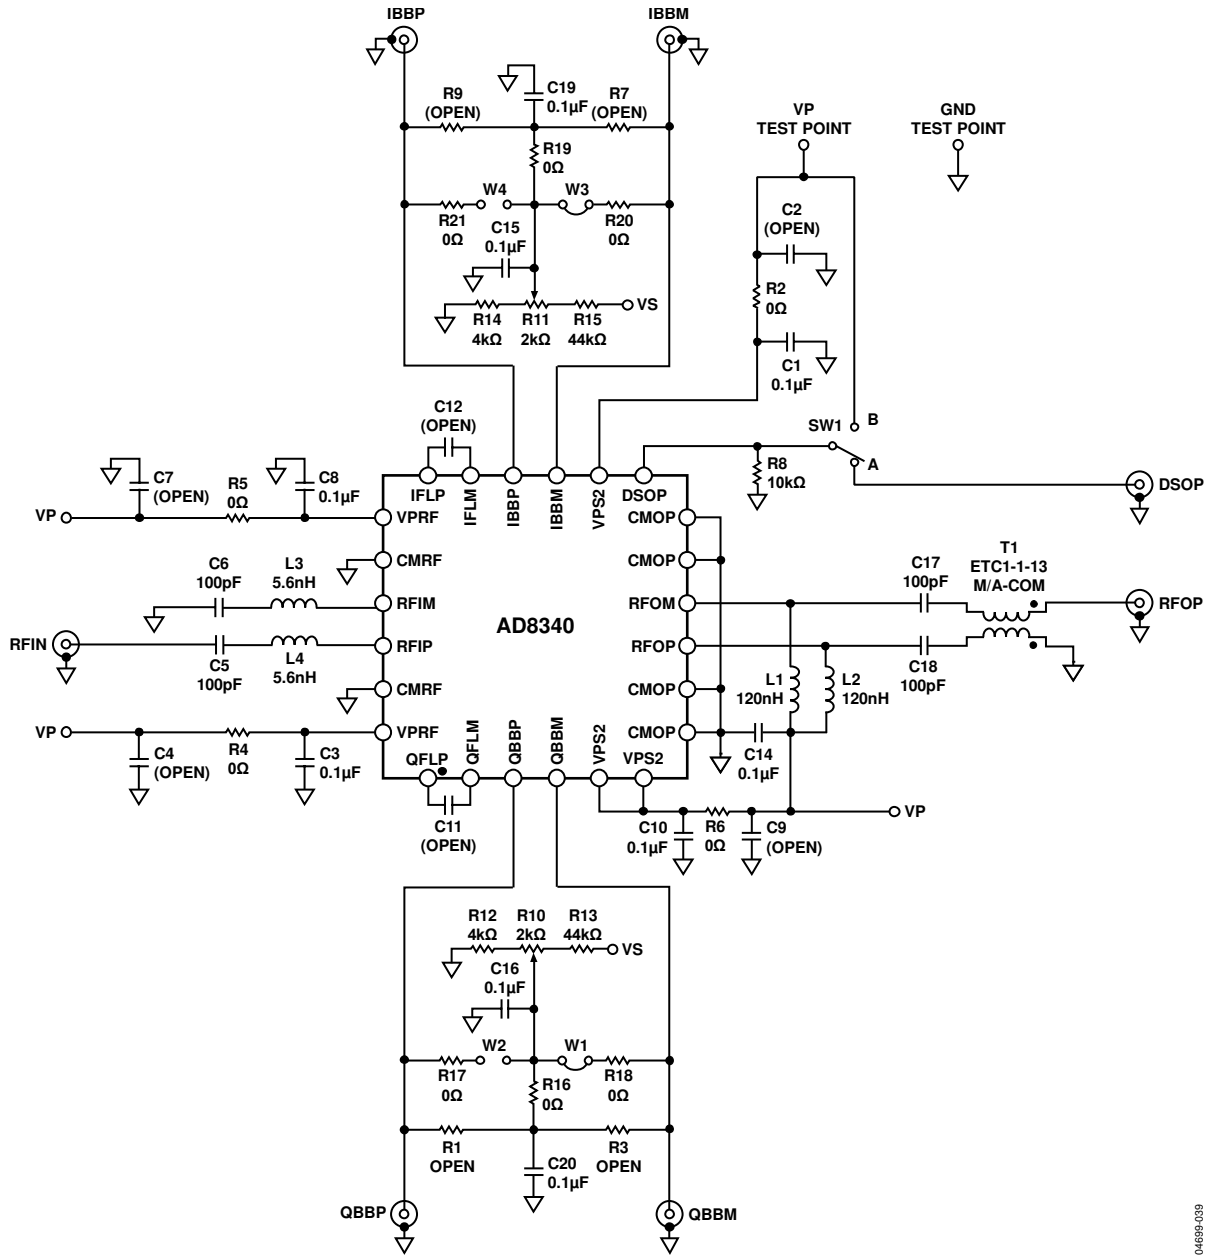 IBBP
IBBM
R9
(OPEN)
C19
0.1µF
R7
(OPEN)
VP
TEST POINT
GND
TEST POINT
R19
0Ω
W4
W3
R21
0Ω
C15
0.1µF
R20
0Ω
C2
(OPEN)
R2
0Ω
R14
4kΩ
R11
2kΩ
R15
44kΩ
VS
C1
0.1µF
C12
(OPEN)
SW1
B
A
R8
10kΩ
DSOP
C7
(OPEN)
R5
0Ω
C8
0.1µF
VP
IFLP
IFLM
IBBP
IBBM
VPS2
DSOP
VPRF
CMOP
CMRF
CMOP
C6
100pF
L3
5.6nH
RFIM
RFOM
C17
100pF
T1
ETC1-1-13
M/A-COM
RFOP
AD8340
RFIN
C5
100pF
L4
5.6nH
RFIP
RFOP
C18
100pF
CMRF
CMOP
L1
120nH
L2
120nH
VP
C4
(OPEN)
R4
0Ω
C3
0.1µF
VPRF
CMOP
C14
0.1µF
QFLP
QFLM
QBBP
QBBM
VPS2
VPS2
C11
(OPEN)
C10
0.1µF
R6
0Ω
C9
(OPEN)
VP
R12
4kΩ
R10
2kΩ
R13
44kΩ
VS
C16
0.1µF
W2
W1
R17
0Ω
R16
0Ω
R18
0Ω
R1
OPEN
R3
OPEN
C20
0.1µF
QBBP
QBBM
04699-039